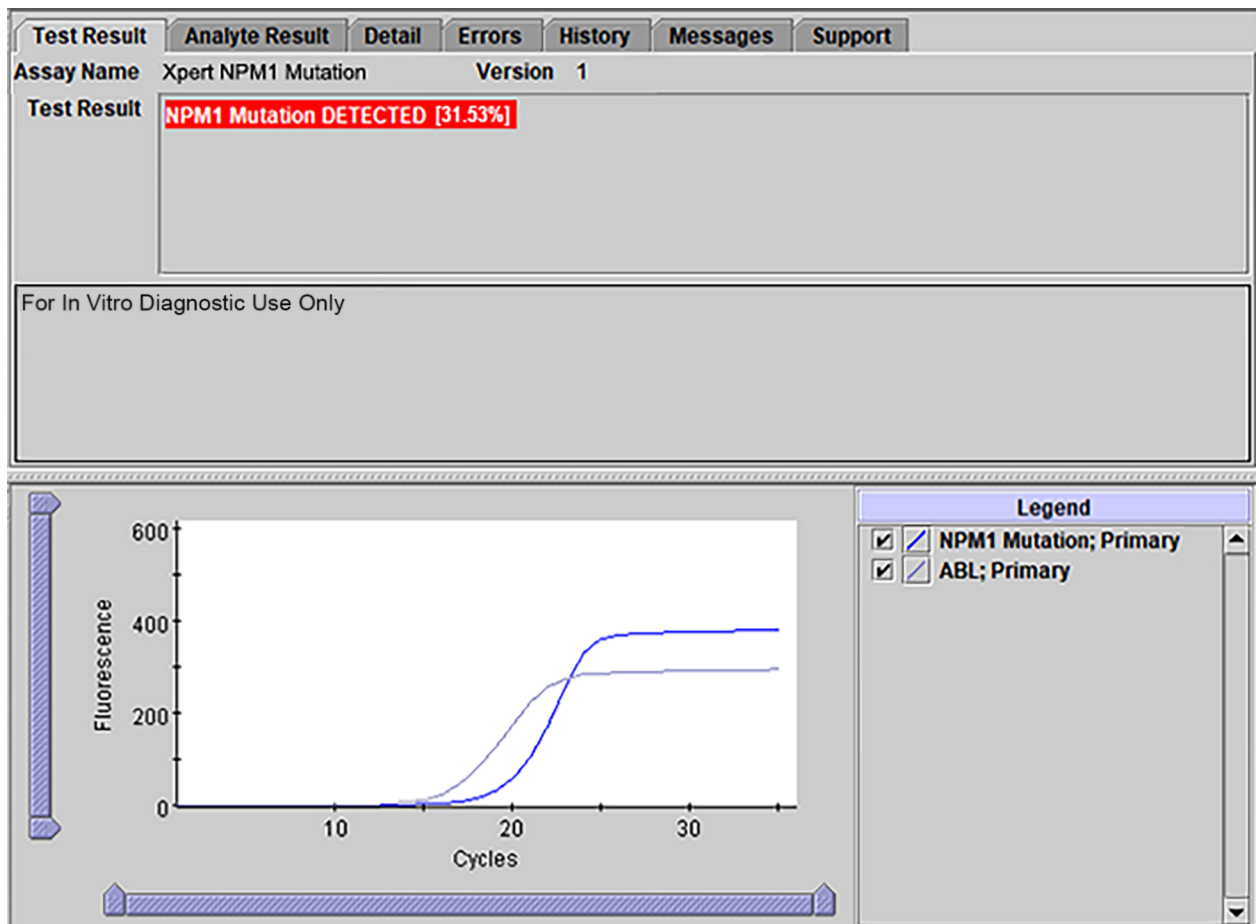 Test Result Analyte Result Detail Errors History Messages Support
Assay Name Xpert NPM1 Mutation Version 1
Test Result NPM1 Mutation DETECTED [31.53%]
For In Vitro Diagnostic Use Only
600
400
200
0
Fluorescence
10 20 30
Cycles
Legend
NPM1 Mutation; Primary
ABL; Primary